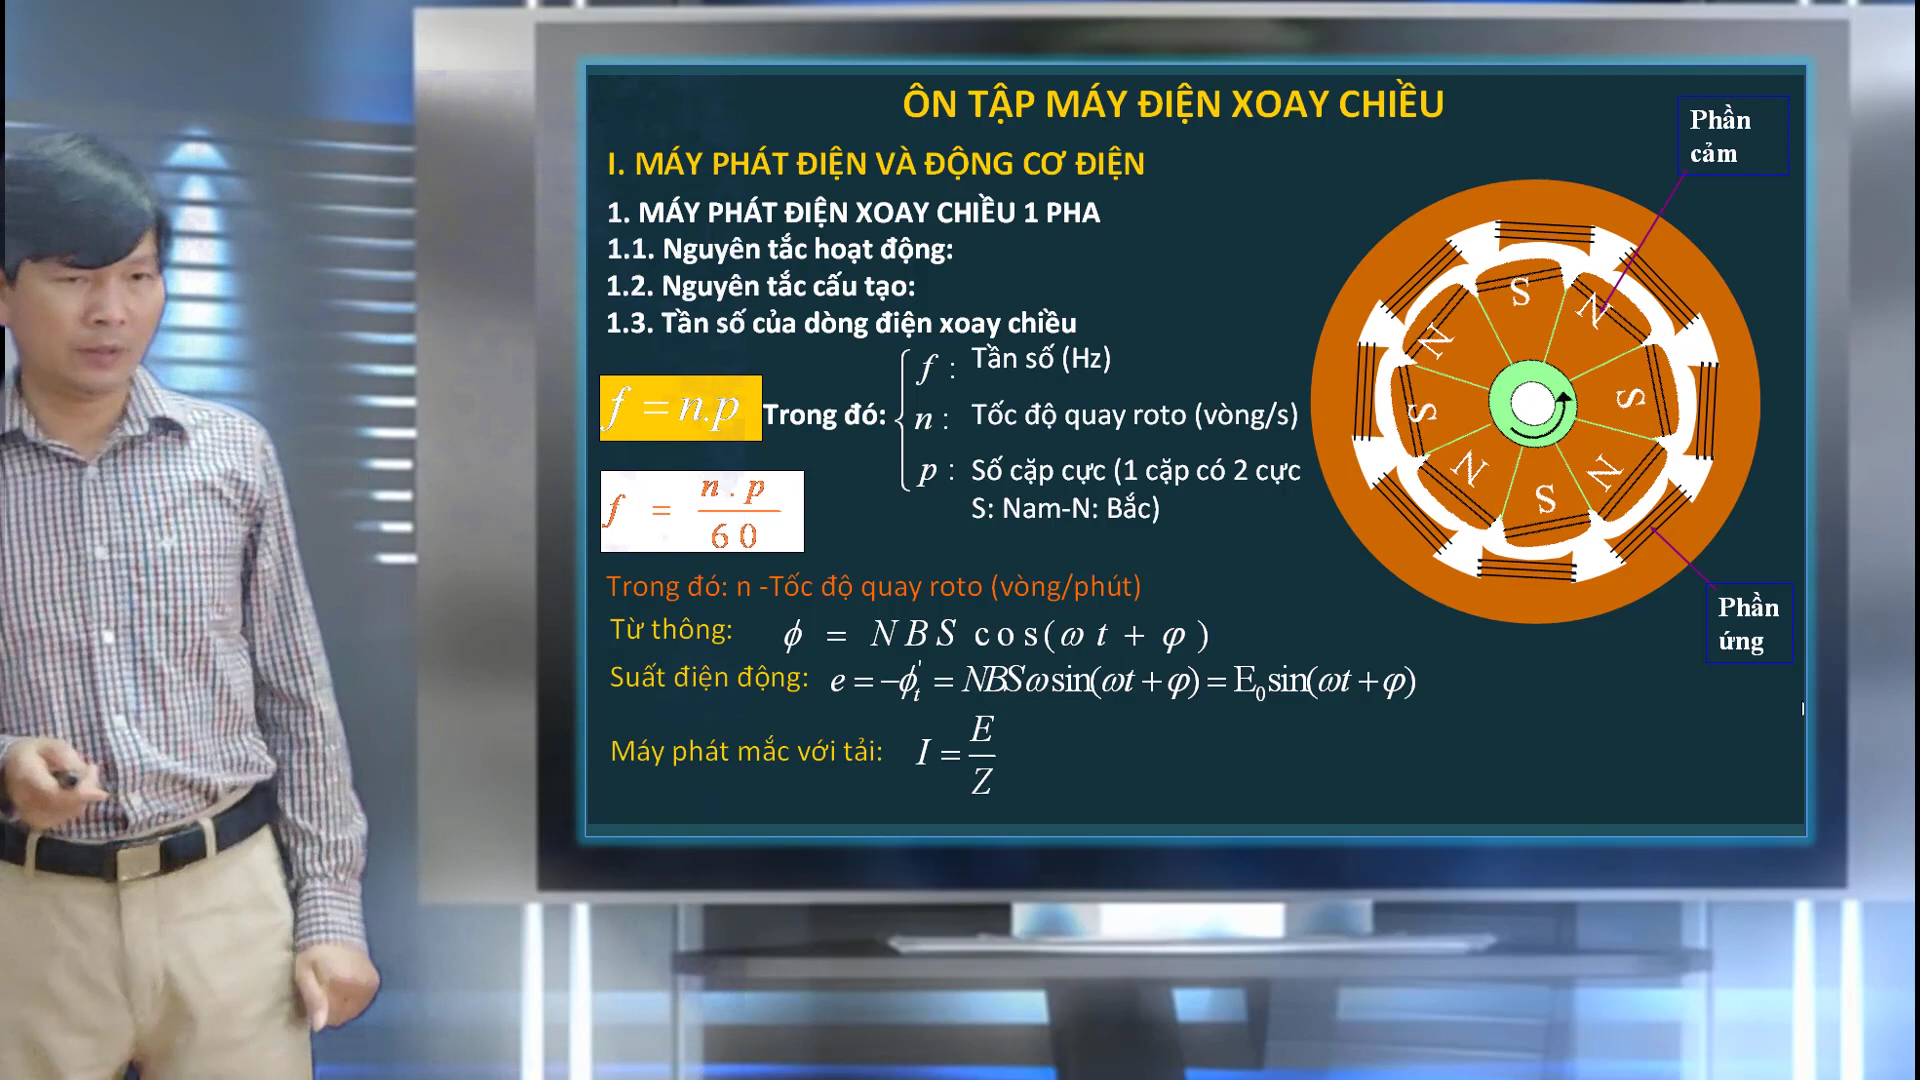 ÔN TẬP MÁY ĐIỆN XOAY CHIỀU
I. MÁY PHÁT ĐIỆN VÀ ĐỘNG CƠ ĐIỆN
1. MÁY PHÁT ĐIỆN XOAY CHIỀU 1 PHA
1.1. Nguyên tắc hoạt động:
1.2. Nguyên tắc cấu tạo:
1.3. Tần số của dòng điện xoay chiều
f = n.p
Trong đó:
f : Tần số (Hz)
n : Tốc độ quay roto (vòng/s)
p : Số cặp cực (1 cặp có 2 cực
S: Nam-N: Bắc)
f = n . p / 60
Trong đó: n -Tốc độ quay roto (vòng/phút)
Từ thông: ϕ = N B S cos(ω t + φ )
Suất điện động: e = −ϕ't = NBSω sin(ωt + φ) = E₀ sin(ωt + φ)
Máy phát mắc với tải: I = E / Z
Phần
cảm
S
N
N
S
S
N
N
S
Phần
ứng